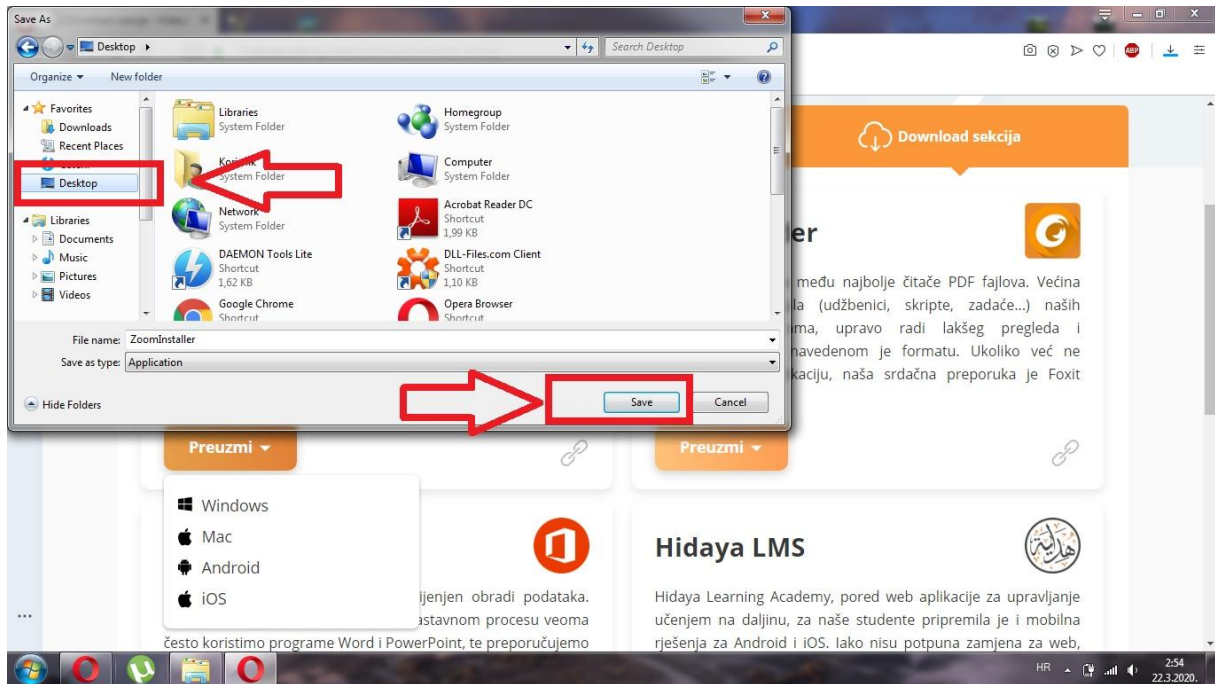 Save As
Desktop
Search Desktop
Organize
New folder
Favorites
Downloads
Recent Places
Desktop
Libraries
Documents
Music
Pictures
Videos
Libraries
System Folder
Homegroup
System Folder
System Folder
Computer
System Folder
Network
System Folder
Acrobat Reader DC
Shortcut
1,99 KB
DAEMON Tools Lite
Shortcut
1,62 KB
DLL-Files.com Client
Shortcut
1,10 KB
Google Chrome
Shortcut
Opera Browser
Shortcut
File name: ZoomInstaller
Save as type: Application
Hide Folders
Save
Cancel
ABP
Download sekcija
er
među najbolje čitače PDF fajlova. Većina
la (udžbenici, skripte, zadaće...) naših
ma, upravo radi lakšeg pregleda i
navedenom je formatu. Ukoliko već ne
kaciju, naša srdačna preporuka je Foxit
Preuzmi
Preuzmi
Windows
Mac
Android
iOS
ijenjen obradi podataka.
astavnom procesu veoma
često koristimo programe Word i PowerPoint, te preporučujemo
Hidaya LMS
Hidaya Learning Academy, pored web aplikacije za upravljanje
učenjem na daljinu, za naše studente pripremila je i mobilna
rješenja za Android i iOS. Iako nisu potpuna zamjena za web,
HR
2:54
22.3.2020.